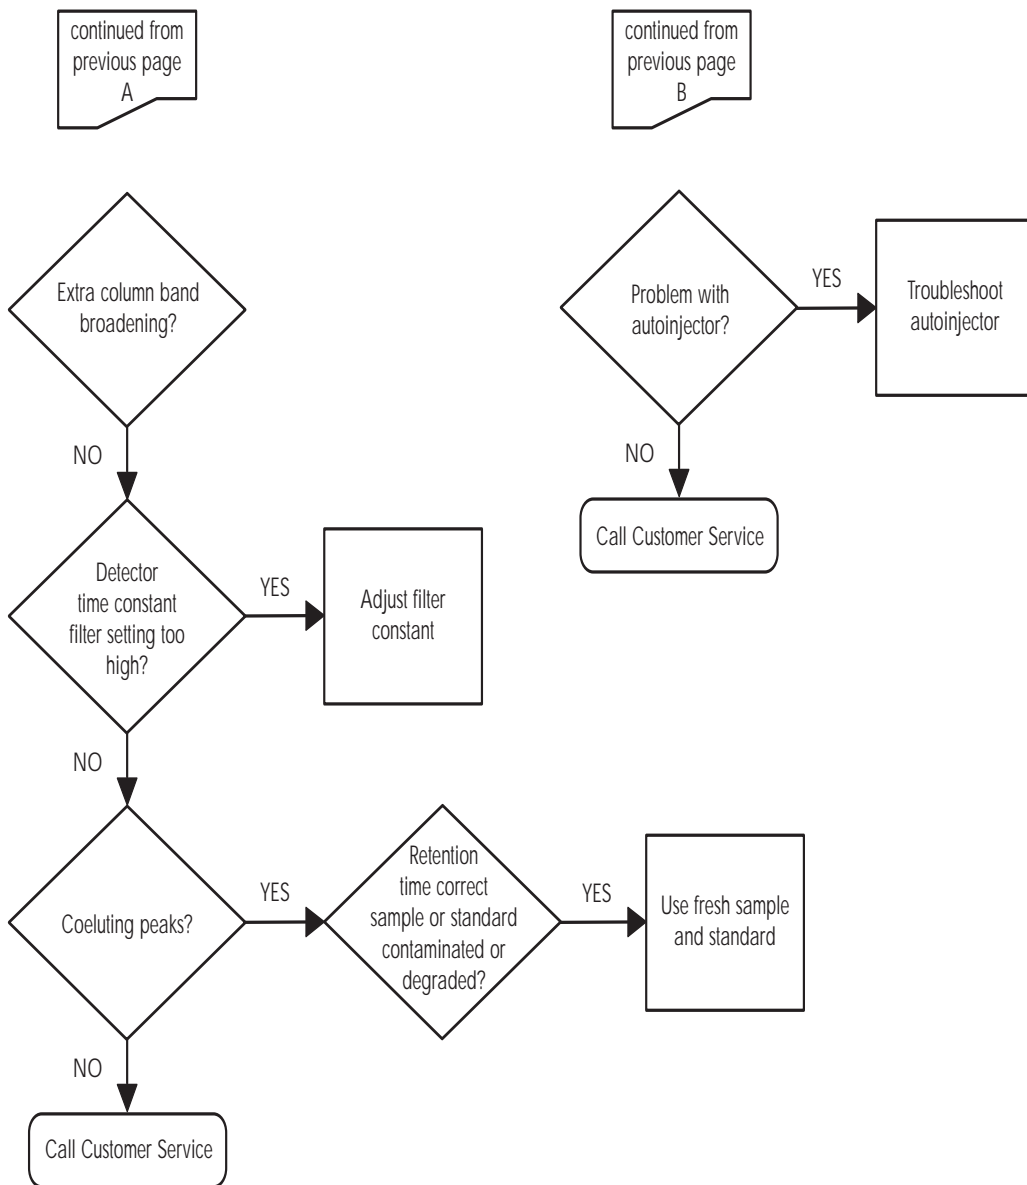 continued from
previous page
A
continued from
previous page
B
Extra column band
broadening?
NO
Problem with
autoinjector?
YES
Troubleshoot
autoinjector
NO
Call Customer Service
Detector
time constant
filter setting too
high?
YES
Adjust filter
constant
NO
Coeluting peaks?
YES
Retention
time correct
sample or standard
contaminated or
degraded?
YES
Use fresh sample
and standard
NO
Call Customer Service